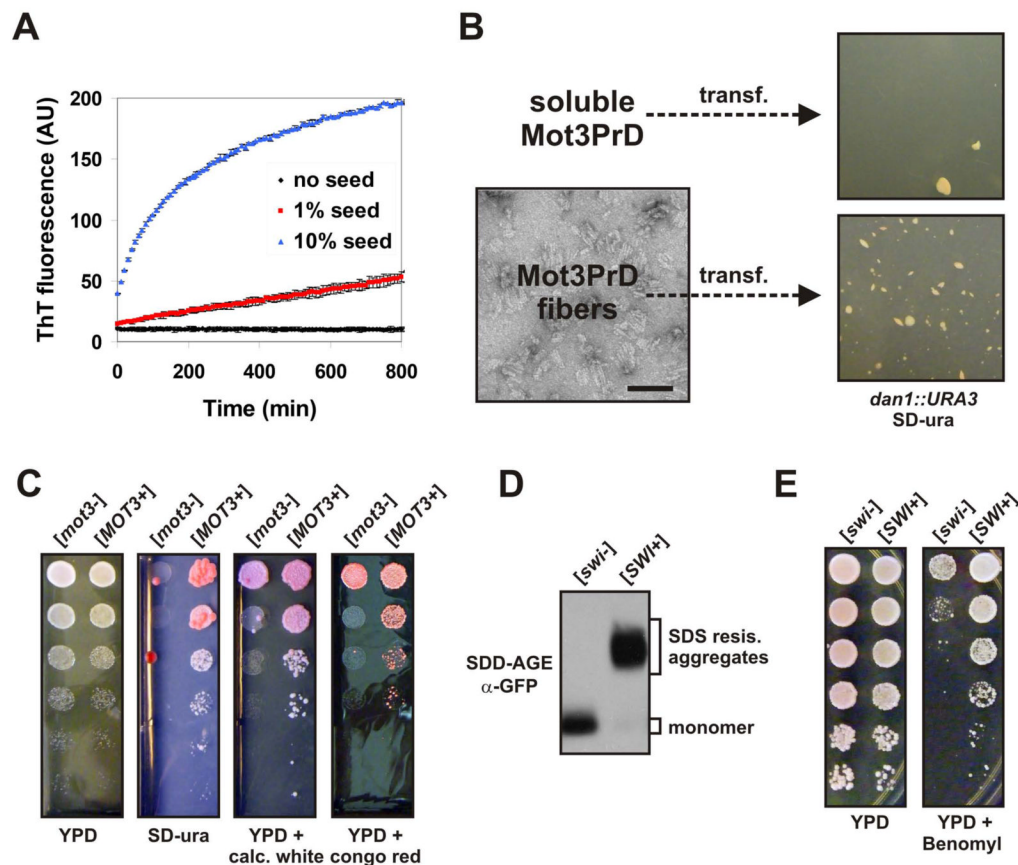 A
ThT fluorescence (AU)
200
150
100
50
0
no seed
1% seed
10% seed
0 200 400 600 800
Time (min)
B
soluble
Mot3PrD
transf.
Mot3PrD
fibers
transf.
dan1::URA3
SD-ura
C
[mot3-] [MOT3+] [mot3-] [MOT3+] [mot3-] [MOT3+] [mot3-] [MOT3+]
YPD
SD-ura
YPD +
calc. white
YPD +
congo red
D
[swi-] [SWI+]
SDD-AGE
α-GFP
SDS resis.
aggregates
monomer
E
[swi-] [SWI+] [swi-] [SWI+]
YPD
YPD +
Benomyl